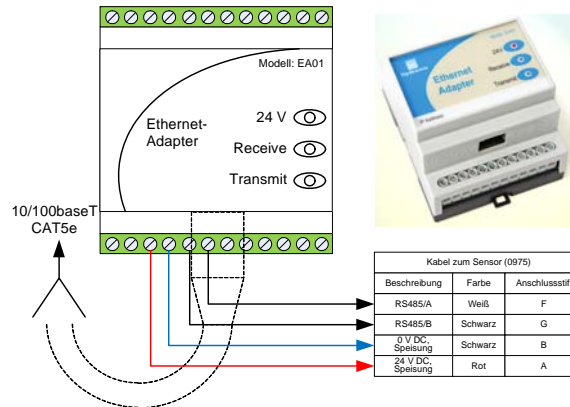 Modell: EA01
Ethernet-
Adapter
24 V
Receive
Transmit
10/100baseT
CAT5e
Ethernet
Adapter
24V
Receive
Transmit
Kabel zum Sensor (0975)
Beschreibung Farbe Anschlussstif
RS485/A Weiß F
RS485/B Schwarz G
0 V DC,
Speisung Schwarz B
24 V DC,
Speisung Rot A